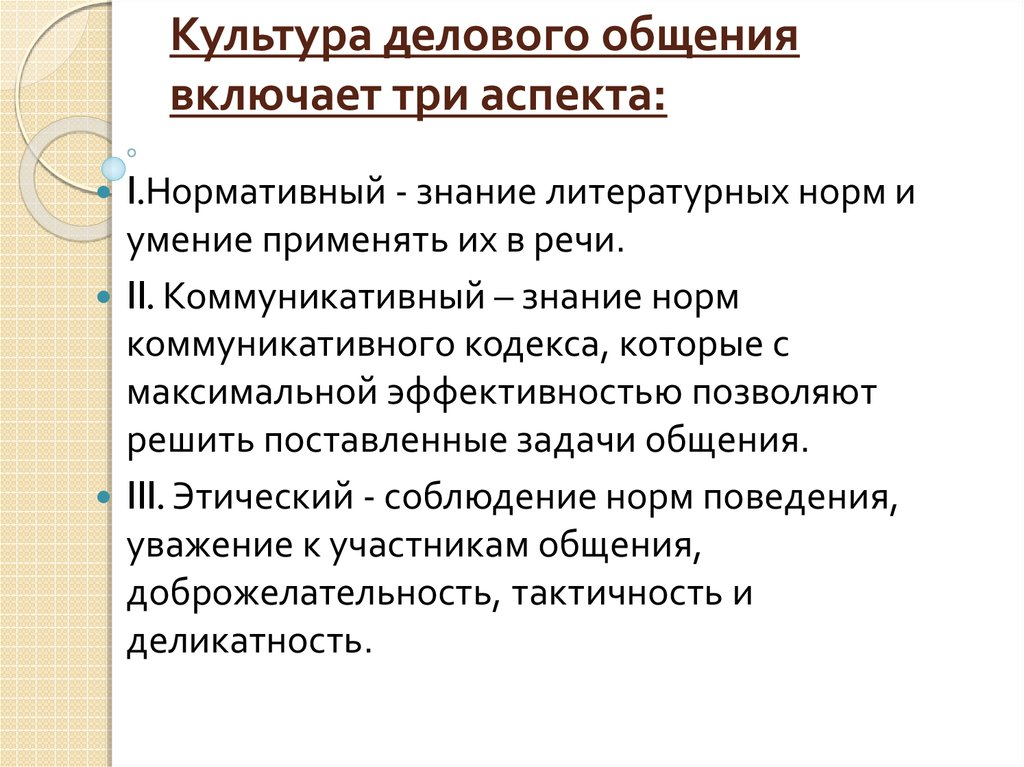 Культура делового общения
включает три аспекта:
I.Нормативный - знание литературных норм и
умение применять их в речи.
II. Коммуникативный – знание норм
коммуникативного кодекса, которые с
максимальной эффективностью позволяют
решить поставленные задачи общения.
III. Этический - соблюдение норм поведения,
уважение к участникам общения,
доброжелательность, тактичность и
деликатность.